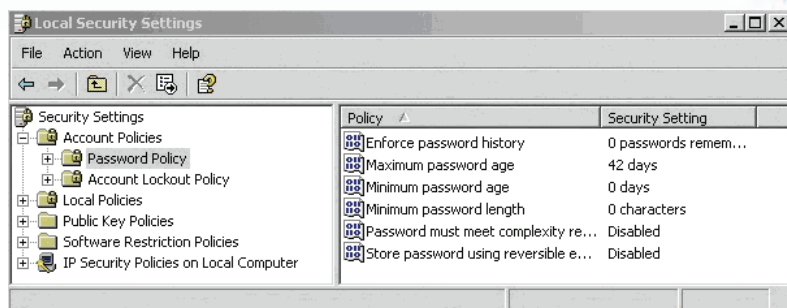 Local Security Settings
File Action View Help
Security Settings
Account Policies
Password Policy
Account Lockout Policy
Local Policies
Public Key Policies
Software Restriction Policies
IP Security Policies on Local Computer
Policy Security Setting
Enforce password history 0 passwords remem...
Maximum password age 42 days
Minimum password age 0 days
Minimum password length 0 characters
Password must meet complexity re... Disabled
Store password using reversible e... Disabled